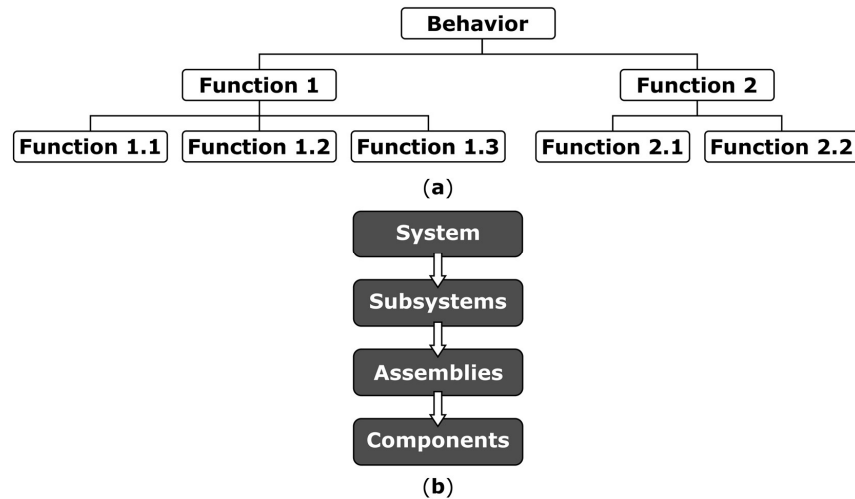 Behavior
Function 1 Function 2
Function 1.1 Function 1.2 Function 1.3 Function 2.1 Function 2.2
(a)
System
Subsystems
Assemblies
Components
(b)